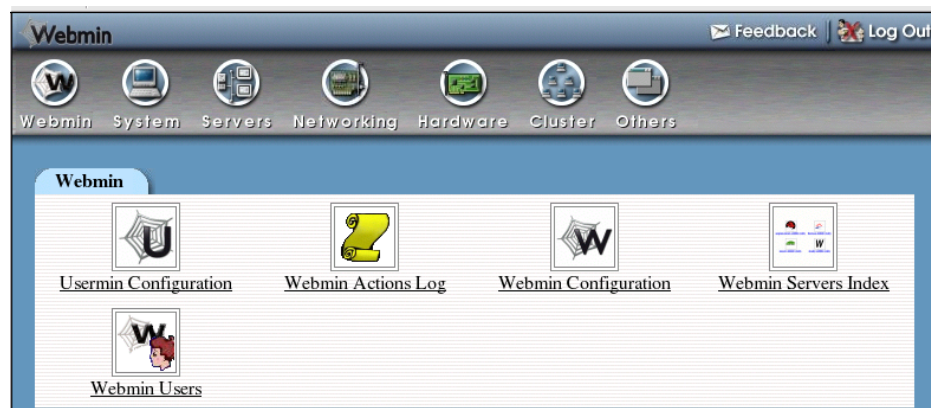 Webmin
Feedback
Log Out
Webmin System Servers Networking Hardware Cluster Others
Webmin
Usermin Configuration Webmin Actions Log Webmin Configuration Webmin Servers Index
Webmin Users